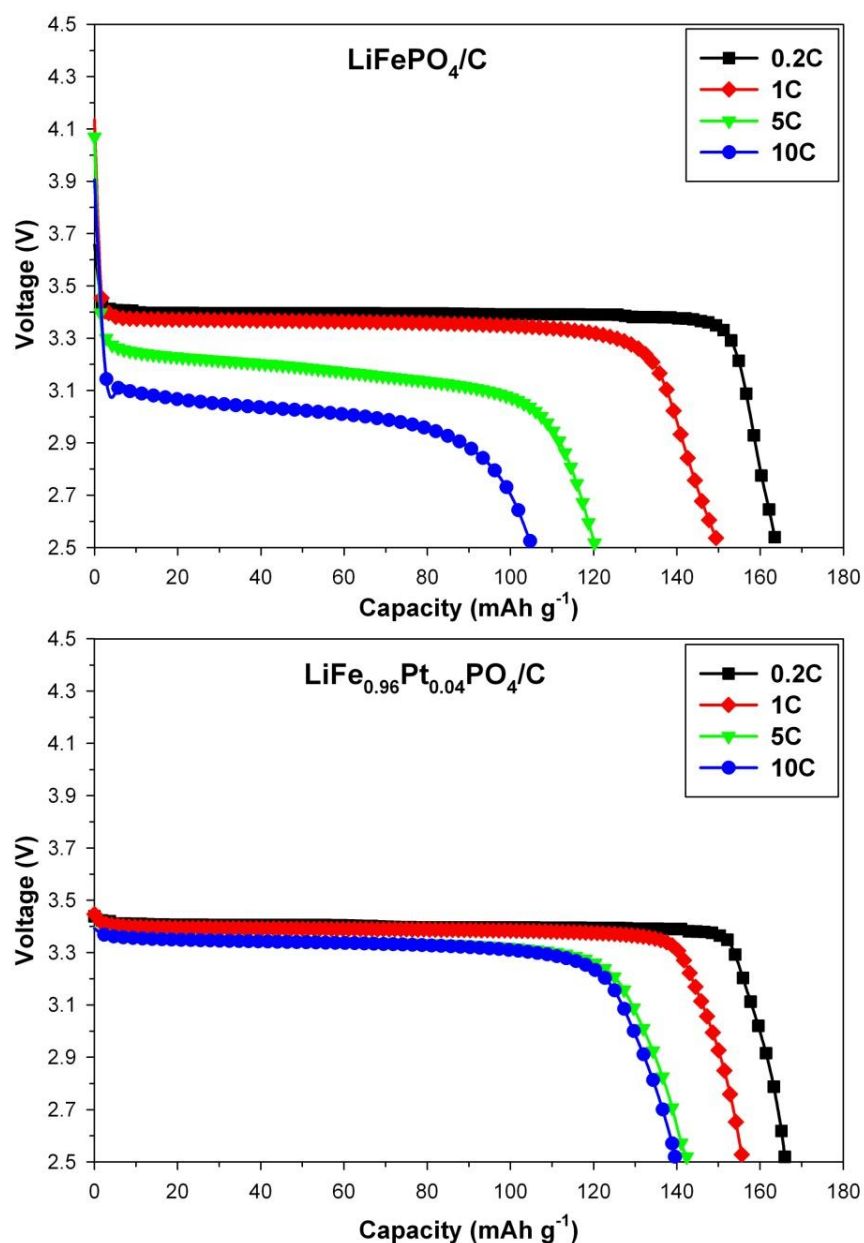 LiFePO₄/C
0.2C
1C
5C
10C
Voltage (V)
4.5
4.3
4.1
3.9
3.7
3.5
3.3
3.1
2.9
2.7
2.5
0 20 40 60 80 100 120 140 160 180
Capacity (mAh g⁻¹)
LiFe₀.₉₆Pt₀.₀₄PO₄/C
0.2C
1C
5C
10C
Voltage (V)
4.5
4.3
4.1
3.9
3.7
3.5
3.3
3.1
2.9
2.7
2.5
0 20 40 60 80 100 120 140 160 180
Capacity (mAh g⁻¹)